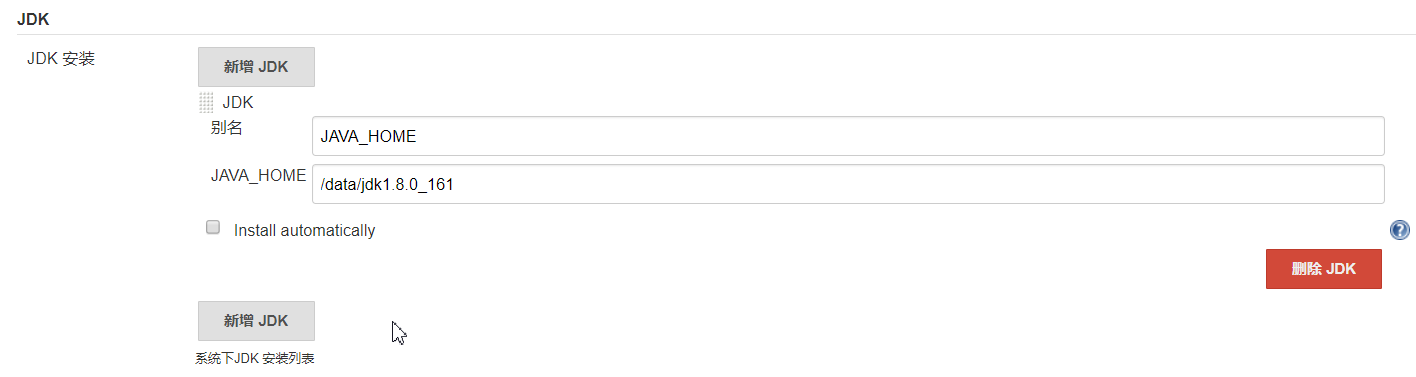 JDK
JDK 安装
新增 JDK
JDK
别名
JAVA_HOME
JAVA_HOME
/data/jdk1.8.0_161
Install automatically
?
删除 JDK
新增 JDK
系统下JDK 安装列表